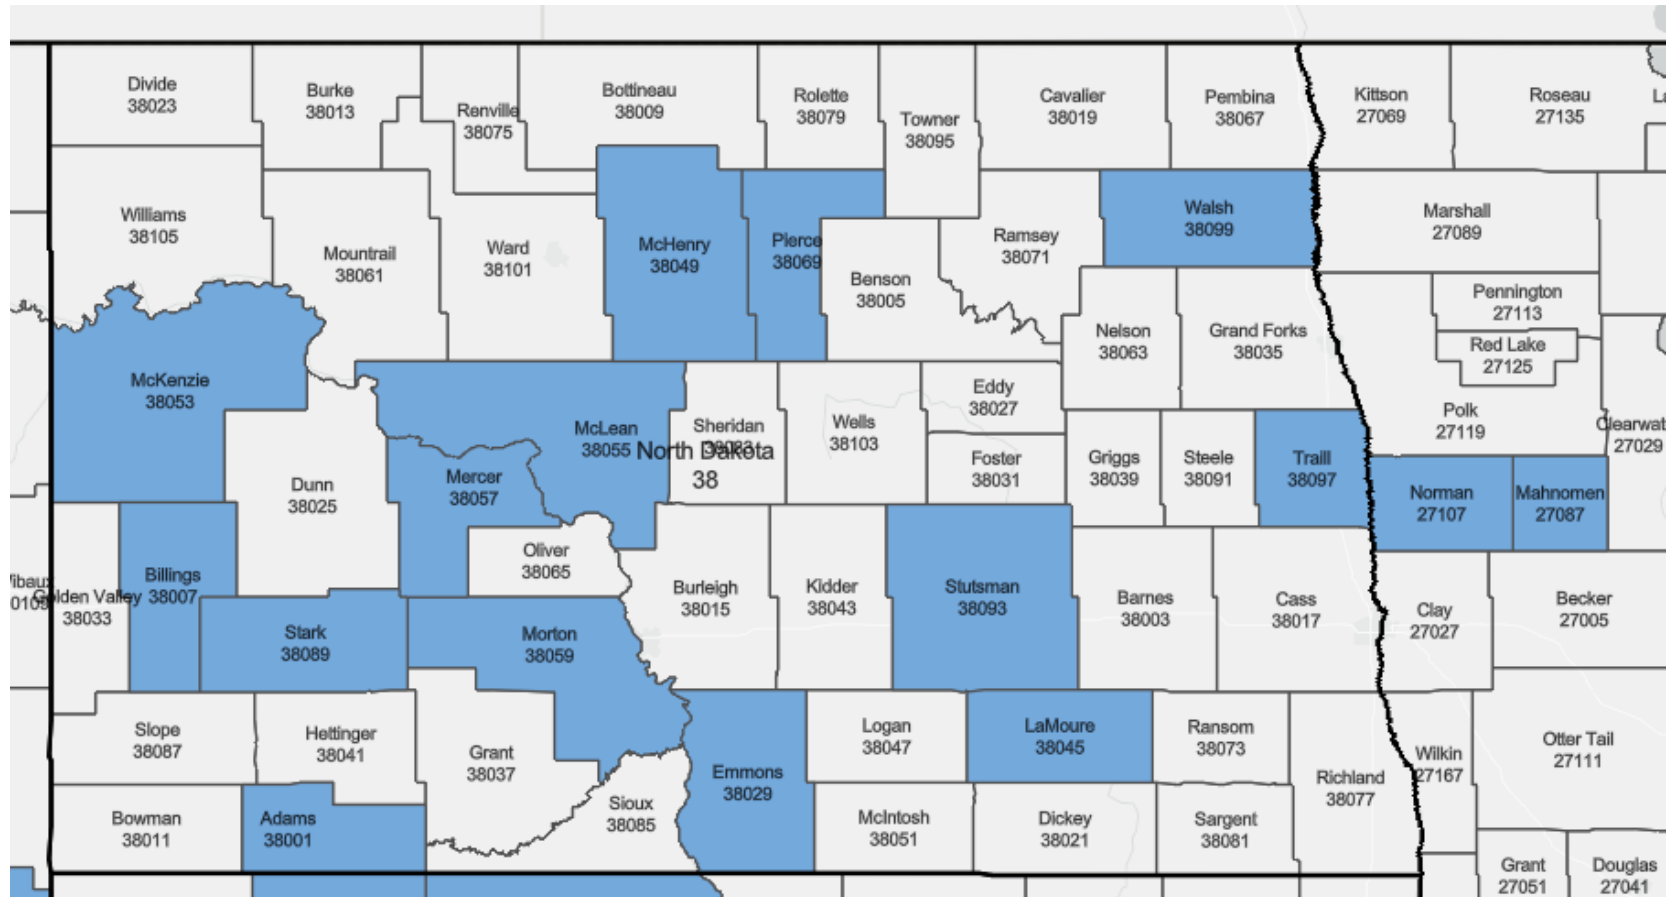 Divide
38023
Burke
38013
Renville
38075
Bottineau
38009
Rolette
38079
Towner
38095
Cavalier
38019
Pembina
38067
Kittson
27069
Roseau
27135
La
Williams
38105
Mountrail
38061
Ward
38101
McHenry
38049
Pierce
38069
Benson
38005
Ramsey
38071
Walsh
38099
Marshall
27089
Pennington
27113
Nelson
38063
Grand Forks
38035
Red Lake
27125
McKenzie
38053
Eddy
38027
Polk
27119
Clearwat
27029
McLean
38055
Sheridan
38083
North Dakota
38
Wells
38103
Foster
38031
Griggs
38039
Steele
38091
Traill
38097
Norman
27107
Mahnomen
27087
Dunn
38025
Mercer
38057
Oliver
38065
Wibaux
Golden Valley
38033
Billings
38007
Stark
38089
Morton
38059
Burleigh
38015
Kidder
38043
Stutsman
38093
Barnes
38003
Cass
38017
Clay
27027
Becker
27005
Slope
38087
Hettinger
38041
Grant
38037
Emmons
38029
Logan
38047
LaMoure
38045
Ransom
38073
Richland
38077
Wilkin
27167
Otter Tail
27111
Bowman
38011
Adams
38001
Sioux
38085
McIntosh
38051
Dickey
38021
Sargent
38081
Grant
27051
Douglas
27041